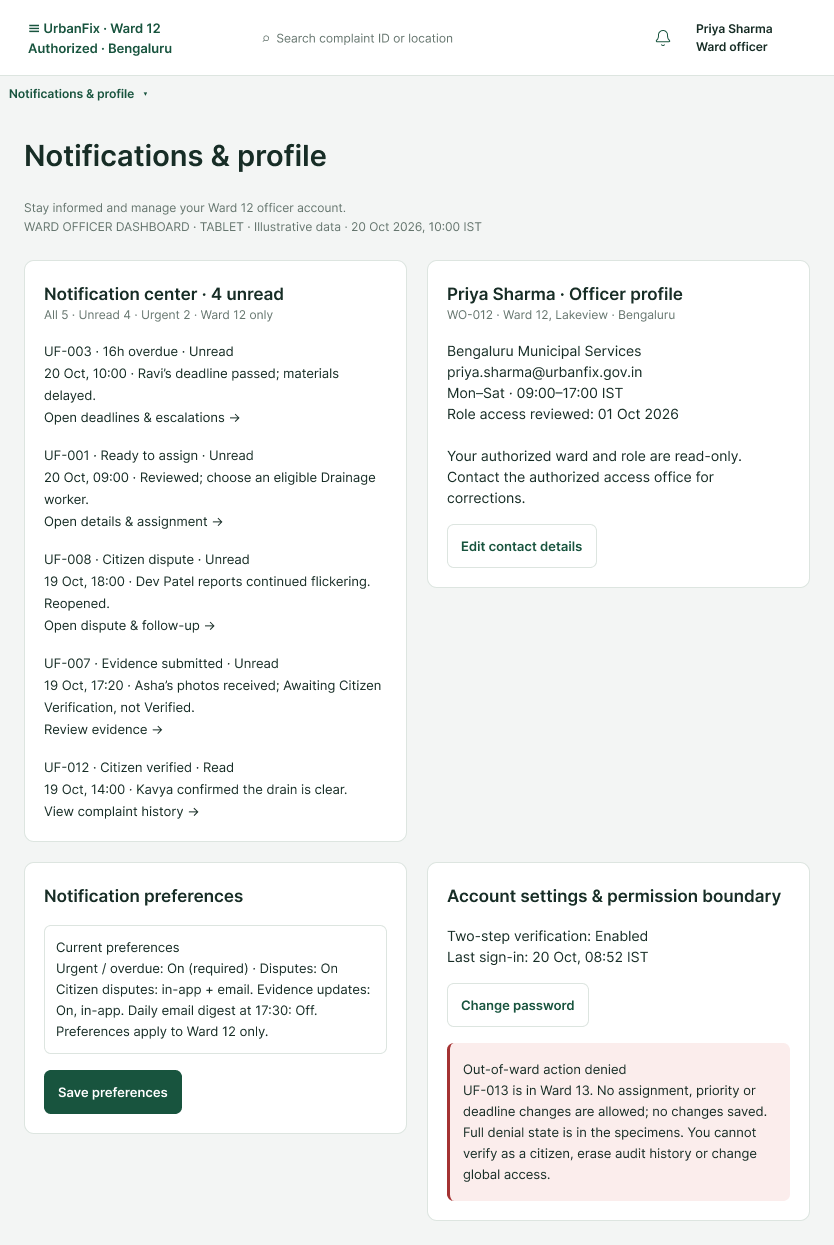 ≡ UrbanFix · Ward 12
Authorized · Bengaluru
⌕ Search complaint ID or location
Priya Sharma
Ward officer
Notifications & profile ▾
Notifications & profile
Stay informed and manage your Ward 12 officer account.
WARD OFFICER DASHBOARD · TABLET · Illustrative data · 20 Oct 2026, 10:00 IST
Notification center · 4 unread
All 5 · Unread 4 · Urgent 2 · Ward 12 only
UF-003 · 16h overdue · Unread
20 Oct, 10:00 · Ravi’s deadline passed; materials
delayed.
Open deadlines & escalations →
UF-001 · Ready to assign · Unread
20 Oct, 09:00 · Reviewed; choose an eligible Drainage
worker.
Open details & assignment →
UF-008 · Citizen dispute · Unread
19 Oct, 18:00 · Dev Patel reports continued flickering.
Reopened.
Open dispute & follow-up →
UF-007 · Evidence submitted · Unread
19 Oct, 17:20 · Asha’s photos received; Awaiting Citizen
Verification, not Verified.
Review evidence →
UF-012 · Citizen verified · Read
19 Oct, 14:00 · Kavya confirmed the drain is clear.
View complaint history →
Priya Sharma · Officer profile
WO-012 · Ward 12, Lakeview · Bengaluru
Bengaluru Municipal Services
priya.sharma@urbanfix.gov.in
Mon–Sat · 09:00–17:00 IST
Role access reviewed: 01 Oct 2026
Your authorized ward and role are read-only.
Contact the authorized access office for
corrections.
Edit contact details
Notification preferences
Current preferences
Urgent / overdue: On (required) · Disputes: On
Citizen disputes: in-app + email. Evidence updates:
On, in-app. Daily email digest at 17:30: Off.
Preferences apply to Ward 12 only.
Save preferences
Account settings & permission boundary
Two-step verification: Enabled
Last sign-in: 20 Oct, 08:52 IST
Change password
Out-of-ward action denied
UF-013 is in Ward 13. No assignment, priority or
deadline changes are allowed; no changes saved.
Full denial state is in the specimens. You cannot
verify as a citizen, erase audit history or change
global access.